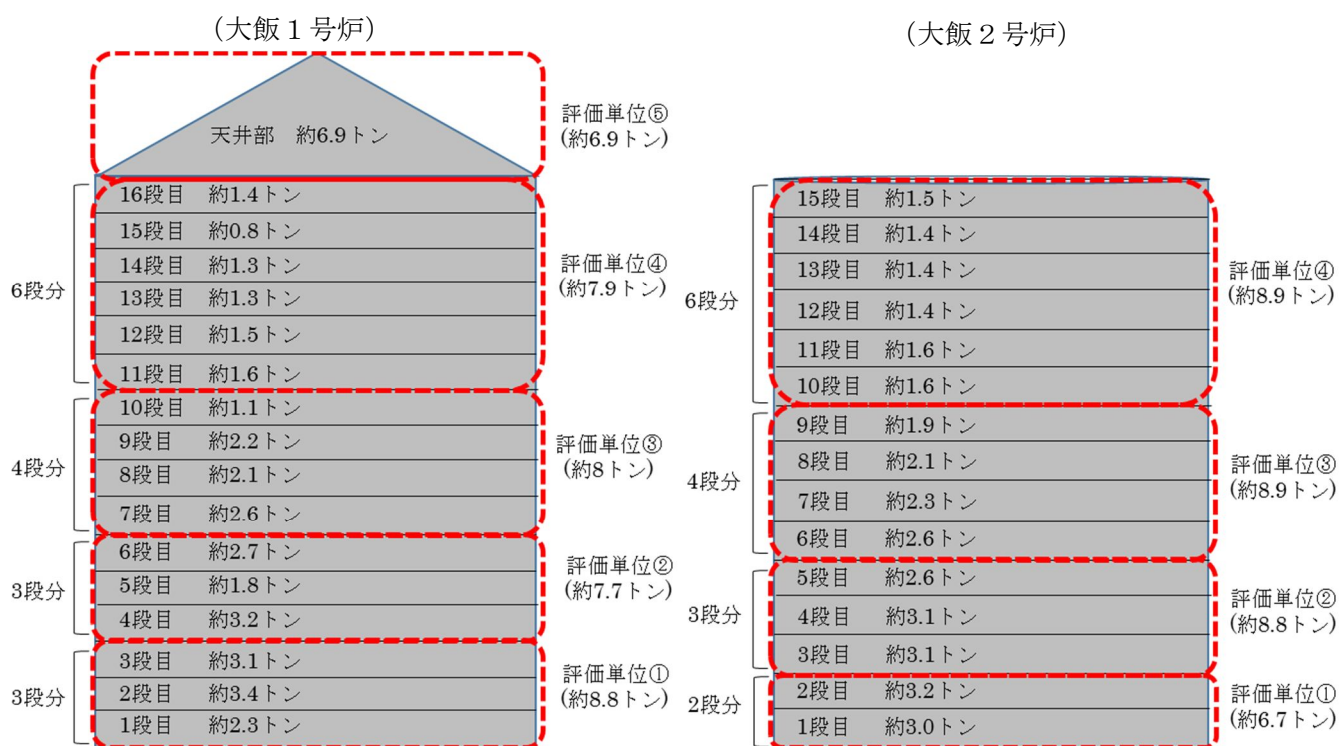 (大飯1号炉)
天井部 約6.9トン
評価単位⑤
(約6.9トン)
16段目 約1.4トン
15段目 約0.8トン
14段目 約1.3トン
13段目 約1.3トン
12段目 約1.5トン
11段目 約1.6トン
6段分
評価単位④
(約7.9トン)
10段目 約1.1トン
9段目 約2.2トン
8段目 約2.1トン
7段目 約2.6トン
4段分
評価単位③
(約8トン)
6段目 約2.7トン
5段目 約1.8トン
4段目 約3.2トン
3段分
評価単位②
(約7.7トン)
3段目 約3.1トン
2段目 約3.4トン
1段目 約2.3トン
3段分
評価単位①
(約8.8トン)
(大飯2号炉)
15段目 約1.5トン
14段目 約1.4トン
13段目 約1.4トン
12段目 約1.4トン
11段目 約1.6トン
10段目 約1.6トン
6段分
評価単位④
(約8.9トン)
9段目 約1.9トン
8段目 約2.1トン
7段目 約2.3トン
6段目 約2.6トン
4段分
評価単位③
(約8.9トン)
5段目 約2.6トン
4段目 約3.1トン
3段目 約3.1トン
3段分
評価単位②
(約8.8トン)
2段目 約3.2トン
1段目 約3.0トン
2段分
評価単位①
(約6.7トン)